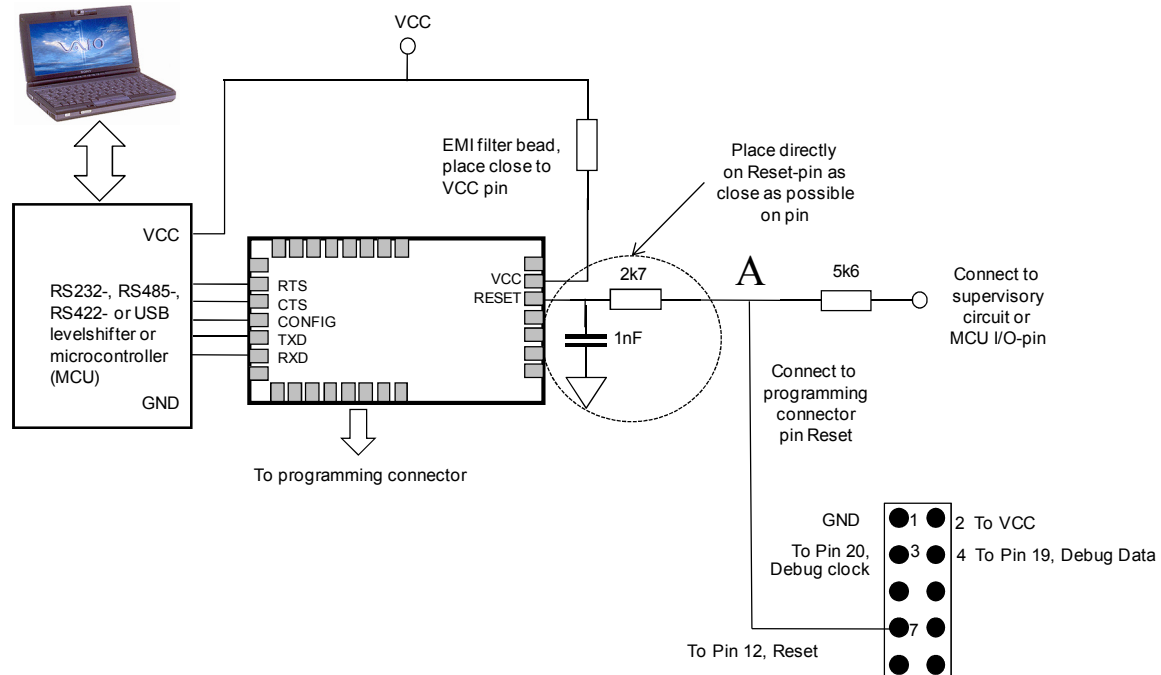 VAIO
VCC
EMI filter bead,
place close to
VCC pin
Place directly
on Reset-pin as
close as possible
on pin
VCC
RS232-, RS485-,
RS422- or USB
levelshifter or
microcontroller
(MCU)
GND
RTS
CTS
CONFIG
TXD
RXD
VCC
RESET
2k7
1nF
A
5k6
Connect to
supervisory
circuit or
MCU I/O-pin
Connect to
programming
connector
pin Reset
To programming connector
GND
1
2 To VCC
To Pin 20,
Debug clock
3
4 To Pin 19, Debug Data
7
To Pin 12, Reset